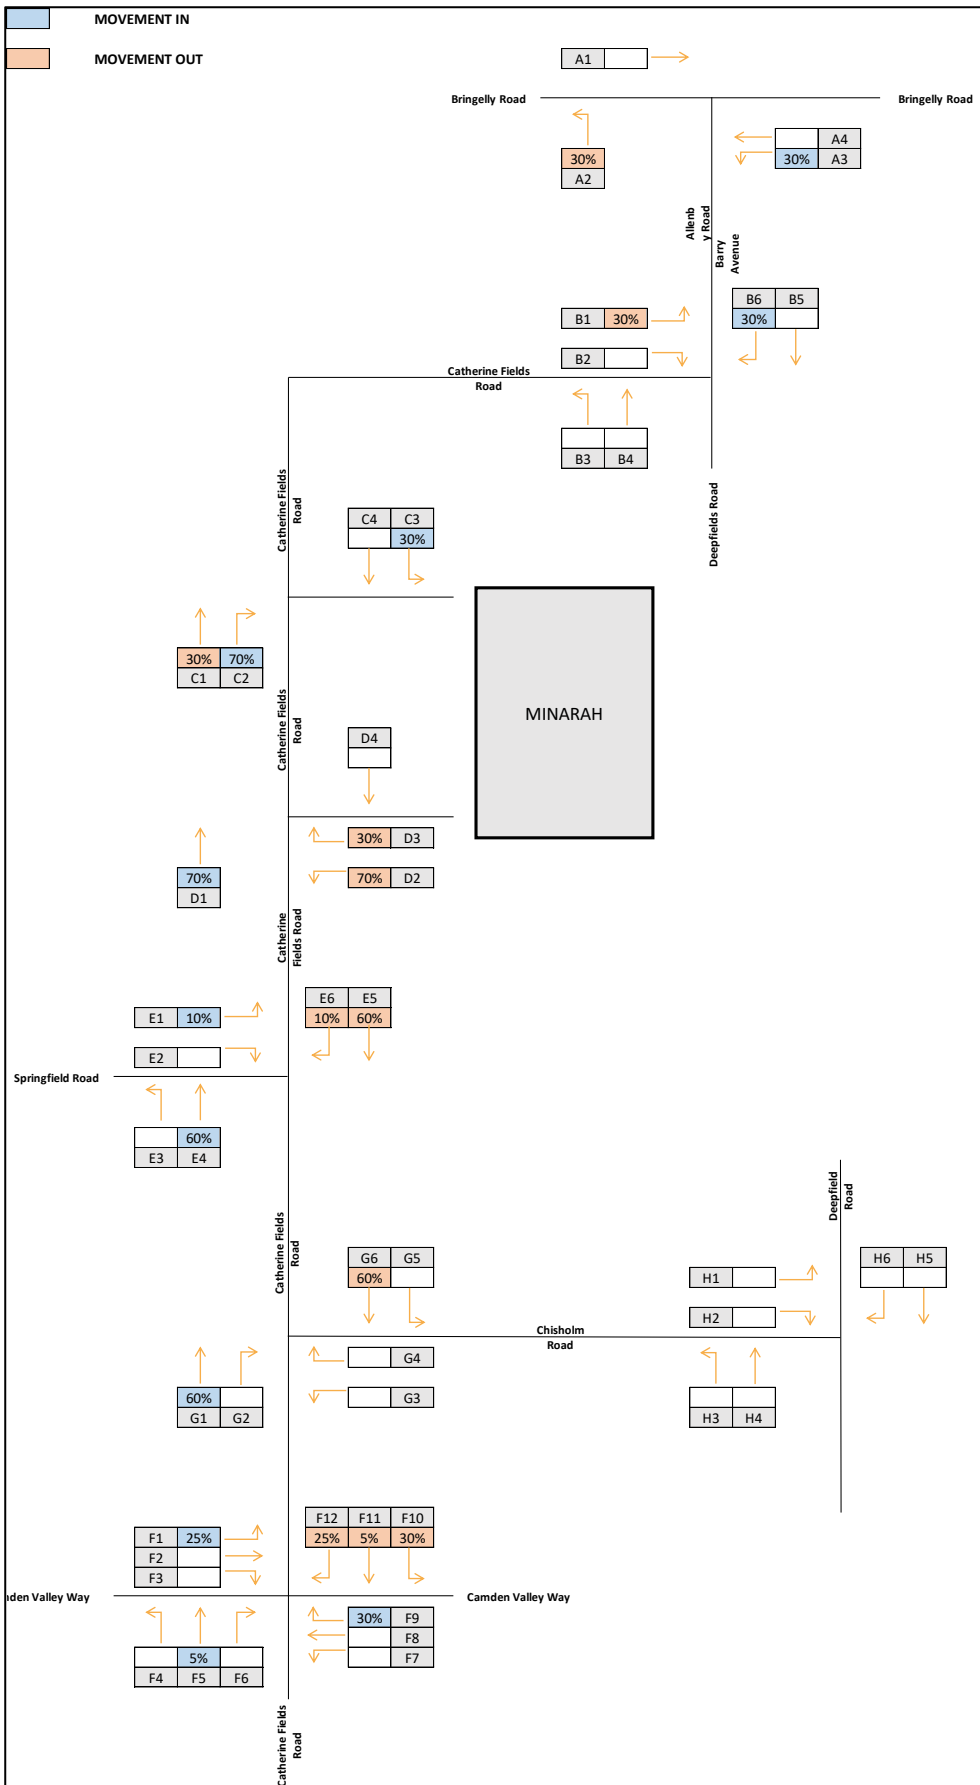 MOVEMENT IN
MOVEMENT OUT
A1
Bringelly Road
Bringelly Road
A4
30% A3
30%
A2
Allenb
y Road
Barry
Avenue
B6 B5
30%
B1 30%
B2
Catherine Fields
Road
B3 B4
Deepfields Road
Catherine Fields
Road
C4 C3
30%
30% 70%
C1 C2
MINARAH
Catherine Fields
Road
D4
30% D3
70% D2
70%
D1
Catherine
Fields Road
E6 E5
10% 60%
E1 10%
E2
Springfield Road
60%
E3 E4
Deepfield
Road
Catherine Fields
Road
G6 G5
60%
H6 H5
H1
H2
Chisholm
Road
G4
G3
60%
G1 G2
H3 H4
F12 F11 F10
25% 5% 30%
F1 25%
F2
F3
nden Valley Way
Camden Valley Way
30% F9
F8
F7
5%
F4 F5 F6
Catherine Fields
Road